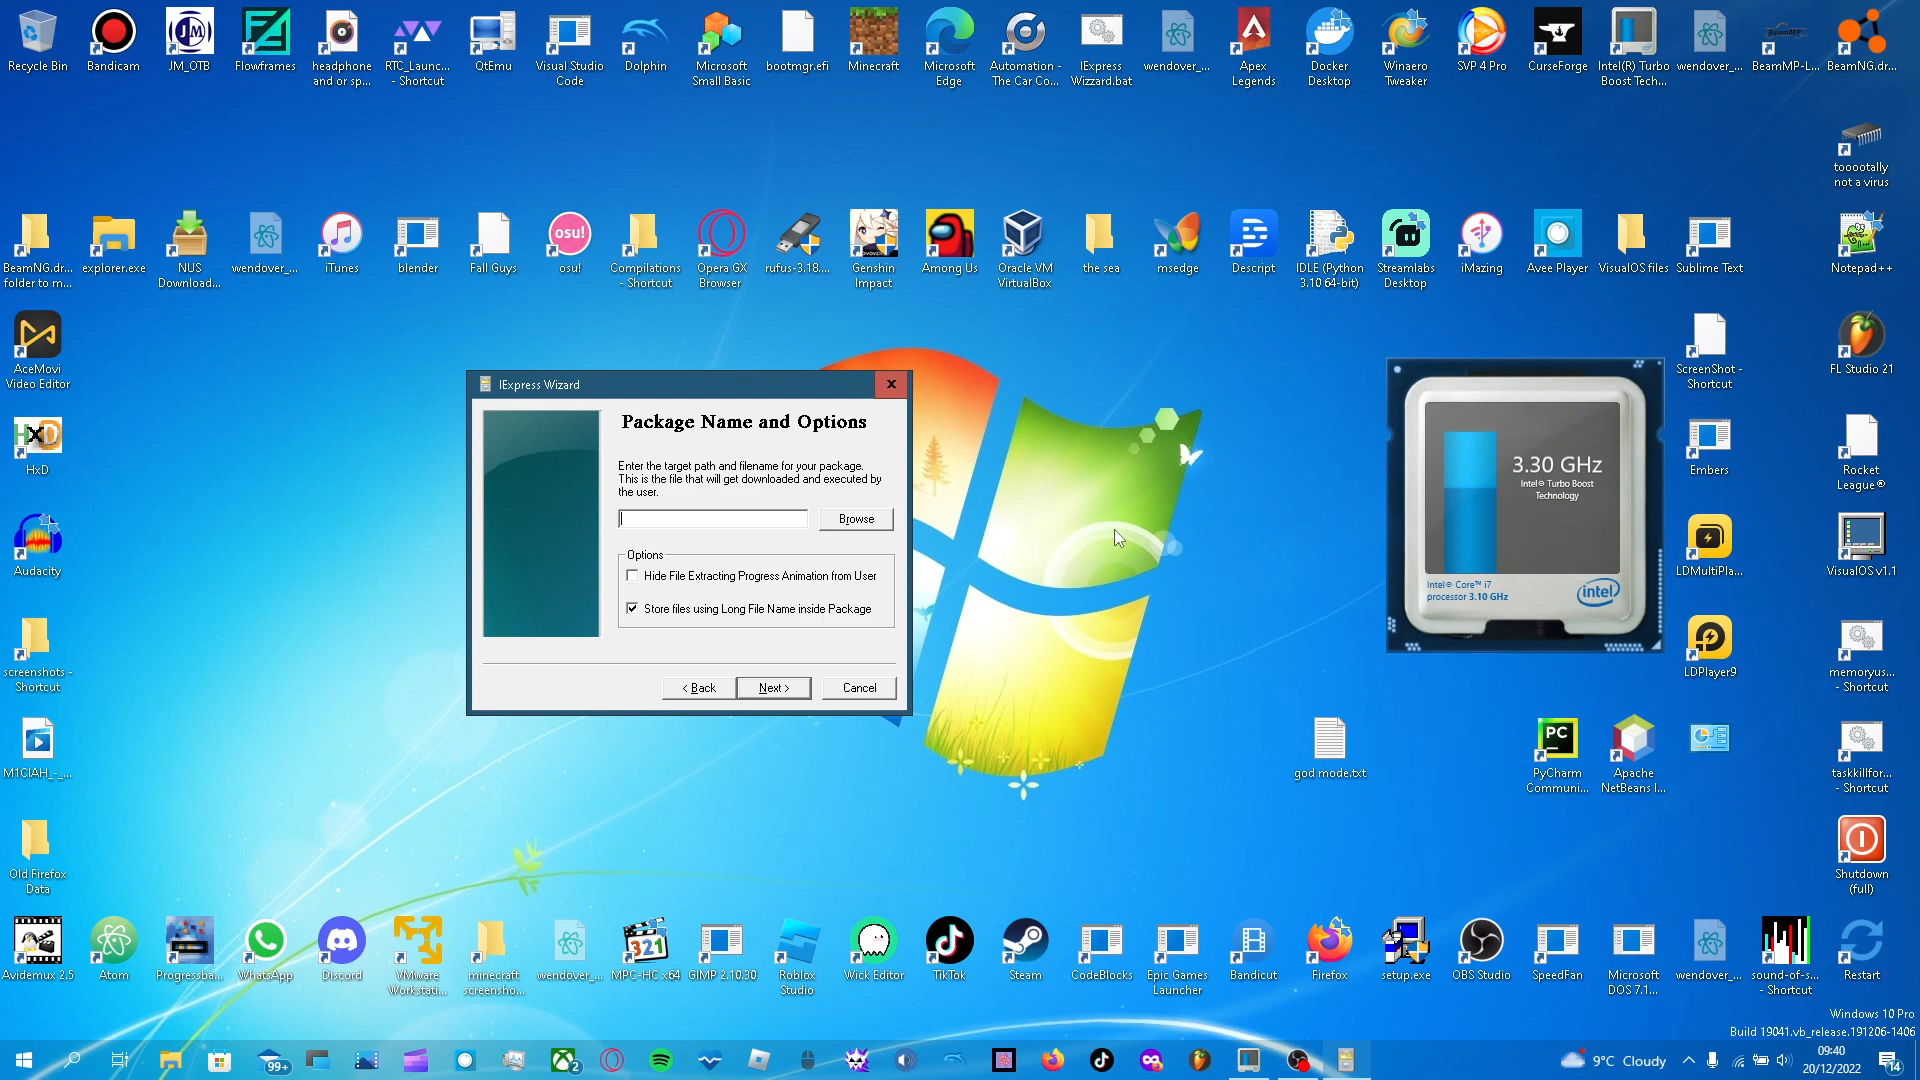 Recycle Bin
Bandicam
JM_OTB
Flowframes
headphone
and or sp...
RTC_Launc...
- Shortcut
QtEmu
Visual Studio
Code
Dolphin
Microsoft
Small Basic
bootmgr.efi
Minecraft
Microsoft
Edge
Automation -
The Car Co...
IExpress
Wizzard.bat
wendover_...
Apex
Legends
Docker
Desktop
Winaero
Tweaker
SVP 4 Pro
CurseForge
Intel(R) Turbo
Boost Tech...
wendover_...
BeamMP-L...
BeamNG.dr...
tooootally
not a virus
BeamNG.dr...
folder to m...
explorer.exe
NUS
Download...
wendover_...
iTunes
blender
Fall Guys
osu!
osu!
Compilations
- Shortcut
Opera GX
Browser
rufus-3.18....
Genshin
Impact
Among Us
Oracle VM
VirtualBox
the sea
msedge
Descript
IDLE (Python
3.10 64-bit)
Streamlabs
Desktop
iMazing
Avee Player
VisualOS files
Sublime Text
Notepad++
AceMovi
Video Editor
HxD
HxD
Audacity
screenshots -
Shortcut
M1CIAH_-_...
Old Firefox
Data
IExpress Wizard
Package Name and Options
Enter the target path and filename for your package.
This is the file that will get downloaded and executed by
the user.
Browse
Options
Hide File Extracting Progress Animation from User
Store files using Long File Name inside Package
< Back
Next >
Cancel
3.30 GHz
Intel® Turbo Boost
Technology
Intel® Core™ i7
processor 3.10 GHz
intel
ScreenShot -
Shortcut
FL Studio 21
Embers
Rocket
League®
LDMultiPla...
VisualOS v1.1
LDPlayer9
memoryus...
- Shortcut
god mode.txt
PC
PyCharm
Communi...
Apache
NetBeans I...
taskkillfor...
- Shortcut
Shutdown
(full)
Avidemux 2.5
Atom
Progressba...
WhatsApp
Discord
VMware
Workstati...
minecraft
screensho...
wendover_...
321
MPC-HC x64
GIMP 2.10.30
Roblox
Studio
Wick Editor
TikTok
Steam
CodeBlocks
Epic Games
Launcher
Bandicut
Firefox
setup.exe
OBS Studio
SpeedFan
Microsoft
DOS 7.1...
wendover_...
sound-of-s...
- Shortcut
Restart
Windows 10 Pro
Build 19041.vb_release.191206-1406
99+
2
9°C Cloudy
09:40
20/12/2022
14